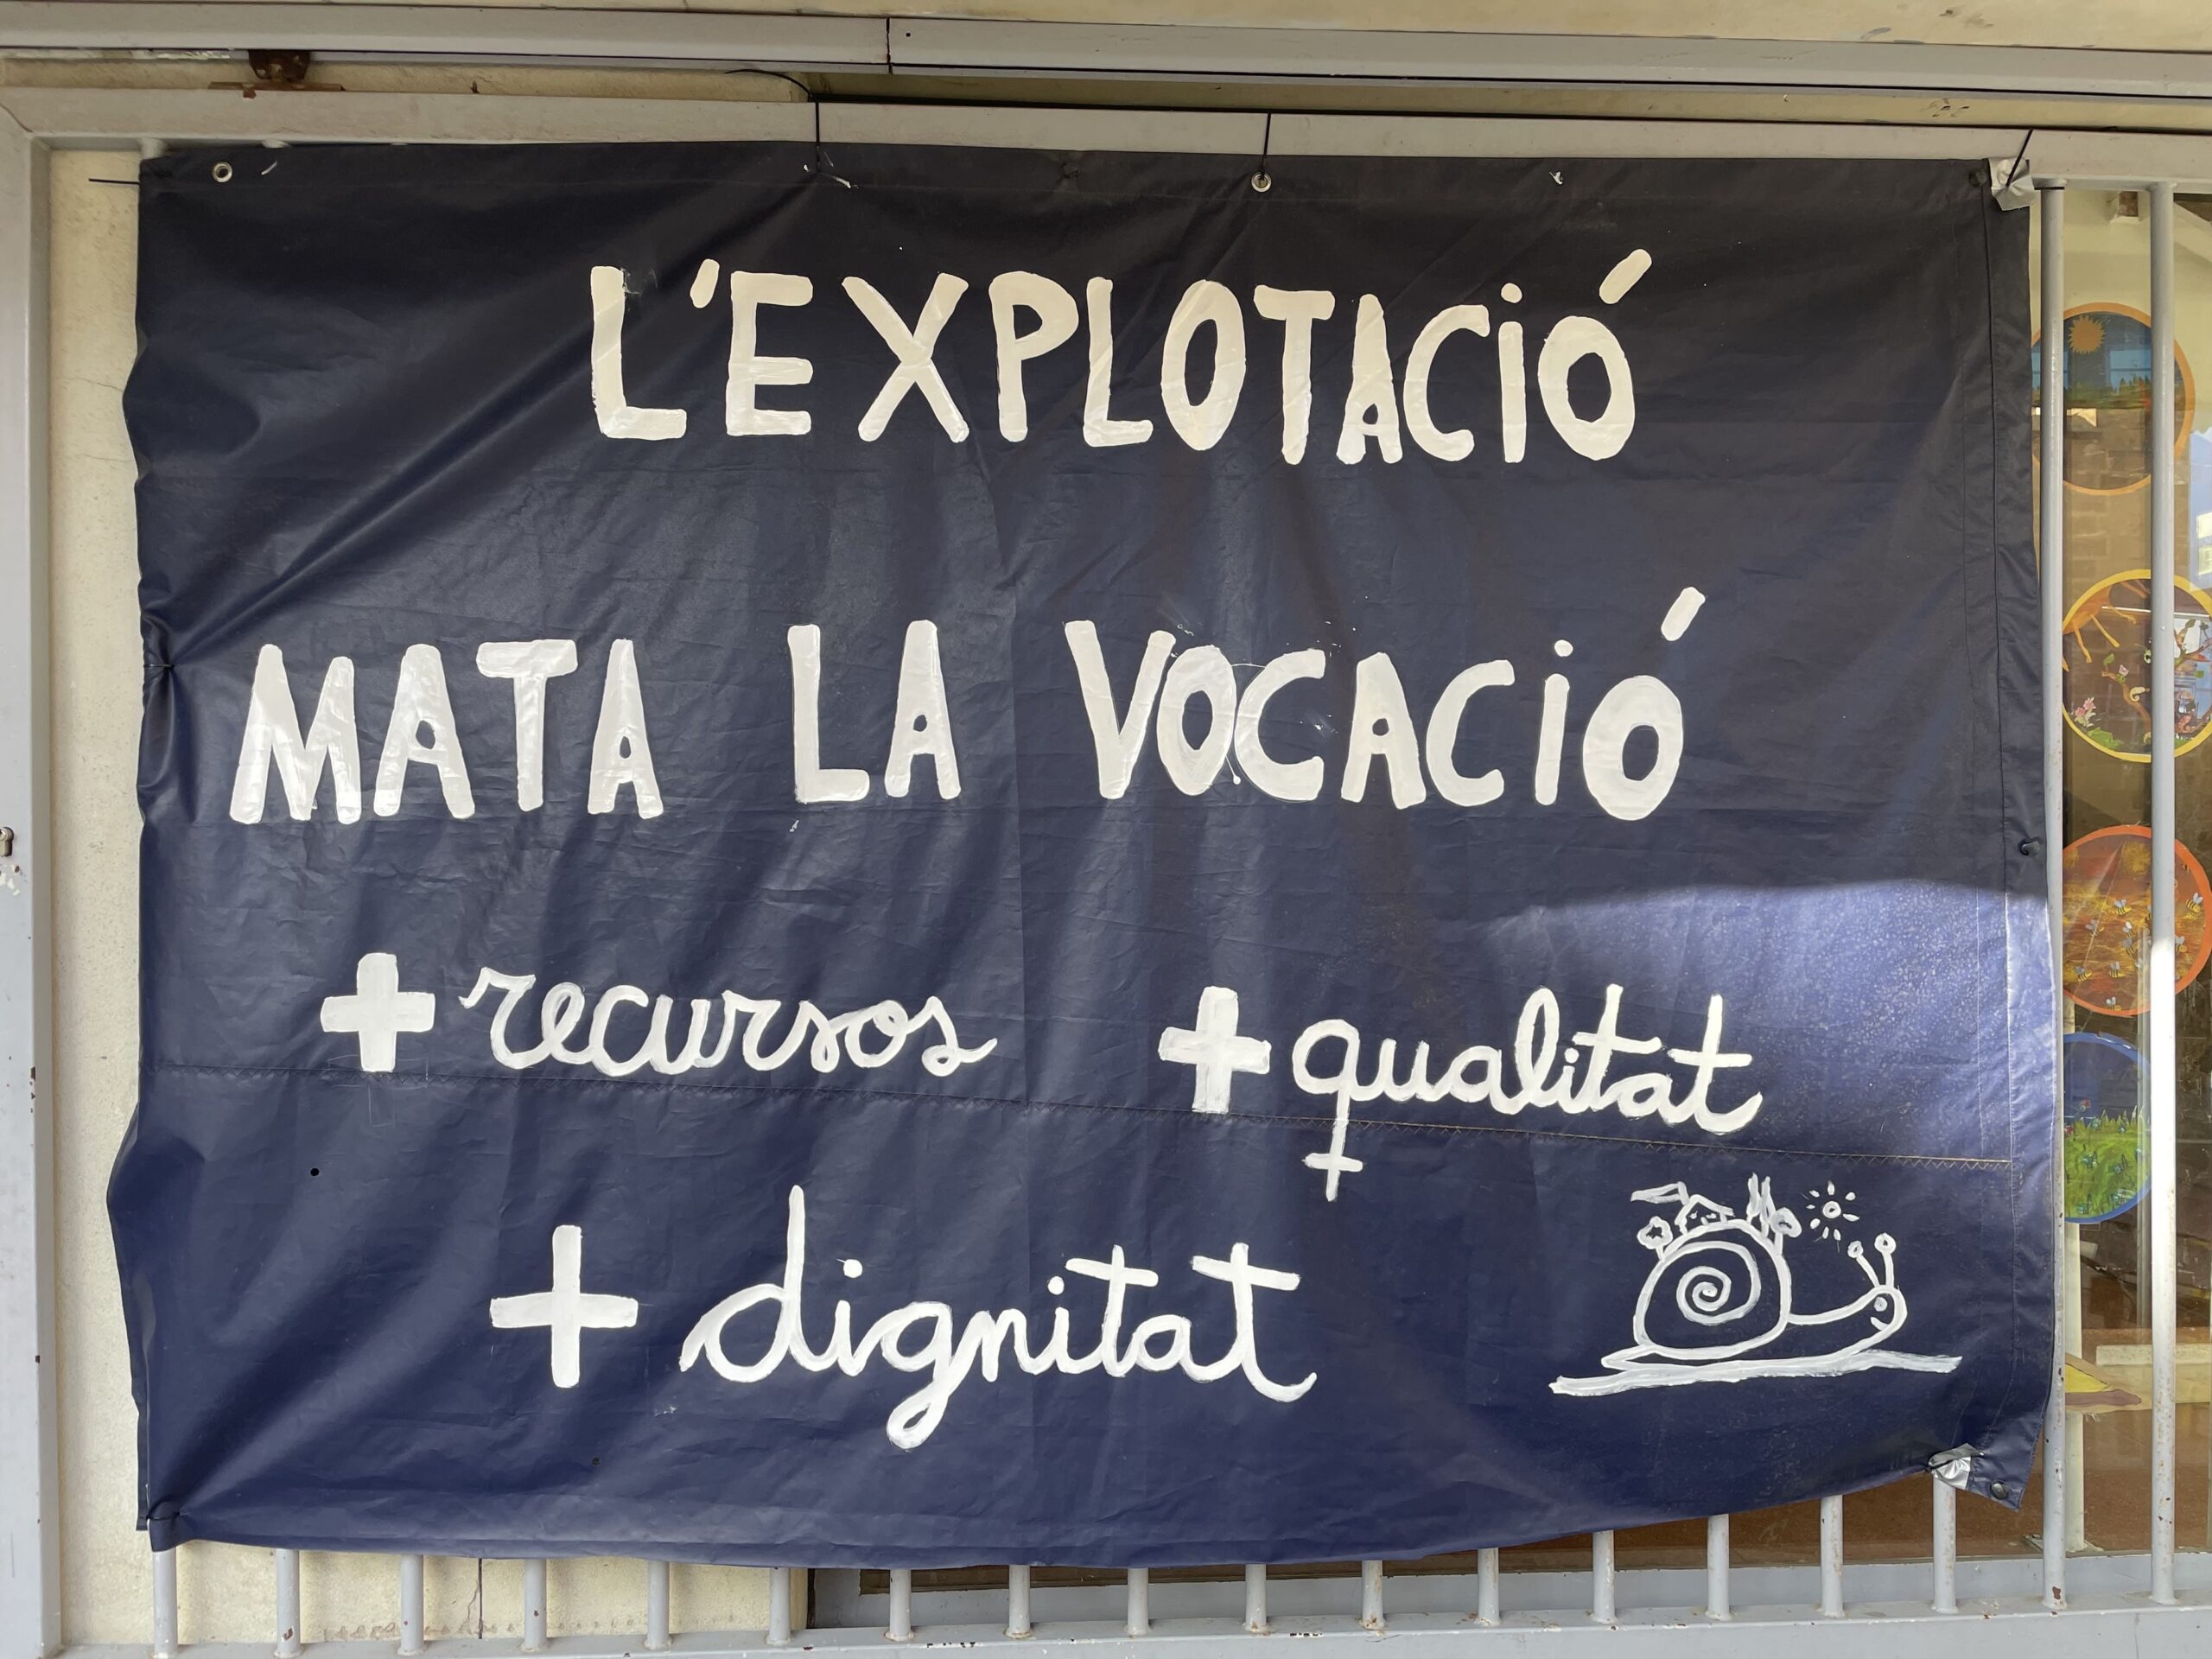 L'EXPLOTACIÓ
MATA LA VOCACIÓ
+ recursos + qualitat
+ dignitat